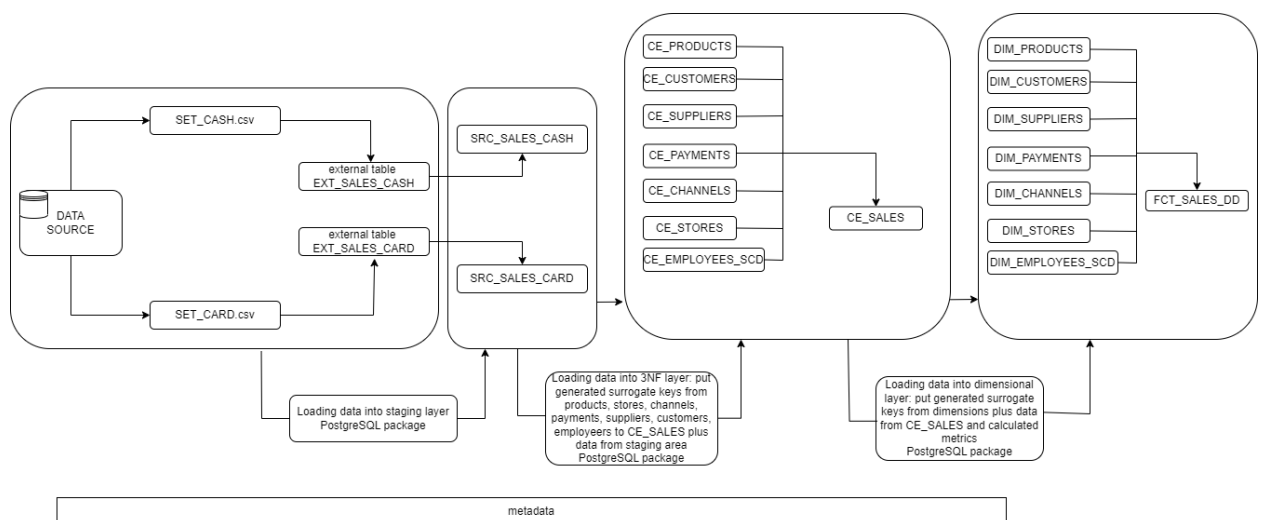 SET_CASH.csv
external table
EXT_SALES_CASH
DATA
SOURCE
external table
EXT_SALES_CARD
SET_CARD.csv
SRC_SALES_CASH
SRC_SALES_CARD
CE_PRODUCTS
CE_CUSTOMERS
CE_SUPPLIERS
CE_PAYMENTS
CE_CHANNELS
CE_STORES
CE_EMPLOYEES_SCD
CE_SALES
DIM_PRODUCTS
DIM_CUSTOMERS
DIM_SUPPLIERS
DIM_PAYMENTS
DIM_CHANNELS
DIM_STORES
DIM_EMPLOYEES_SCD
FCT_SALES_DD
Loading data into staging layer
PostgreSQL package
Loading data into 3NF layer: put
generated surrogate keys from
products, stores, channels,
payments, suppliers, customers,
employeers to CE_SALES plus
data from staging area
PostgreSQL package
Loading data into dimensional
layer: put generated surrogate
keys from dimensions plus data
from CE_SALES and calculated
metrics
PostgreSQL package
metadata